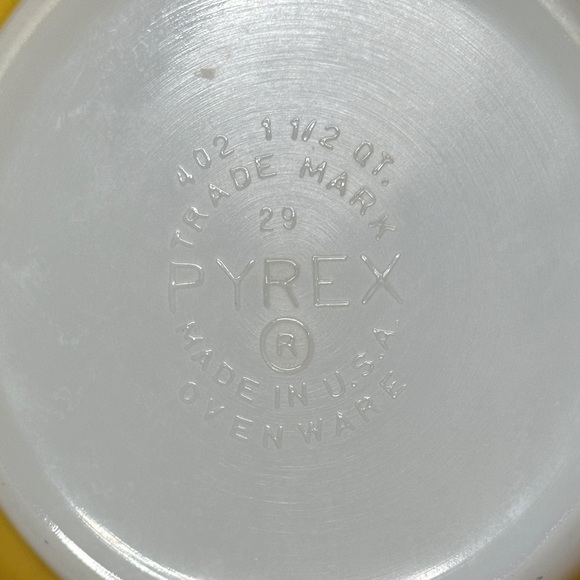 402 1 1/2 QT.
TRADE MARK
29
PYREX
®
MADE IN U.S.A.
OVENWARE